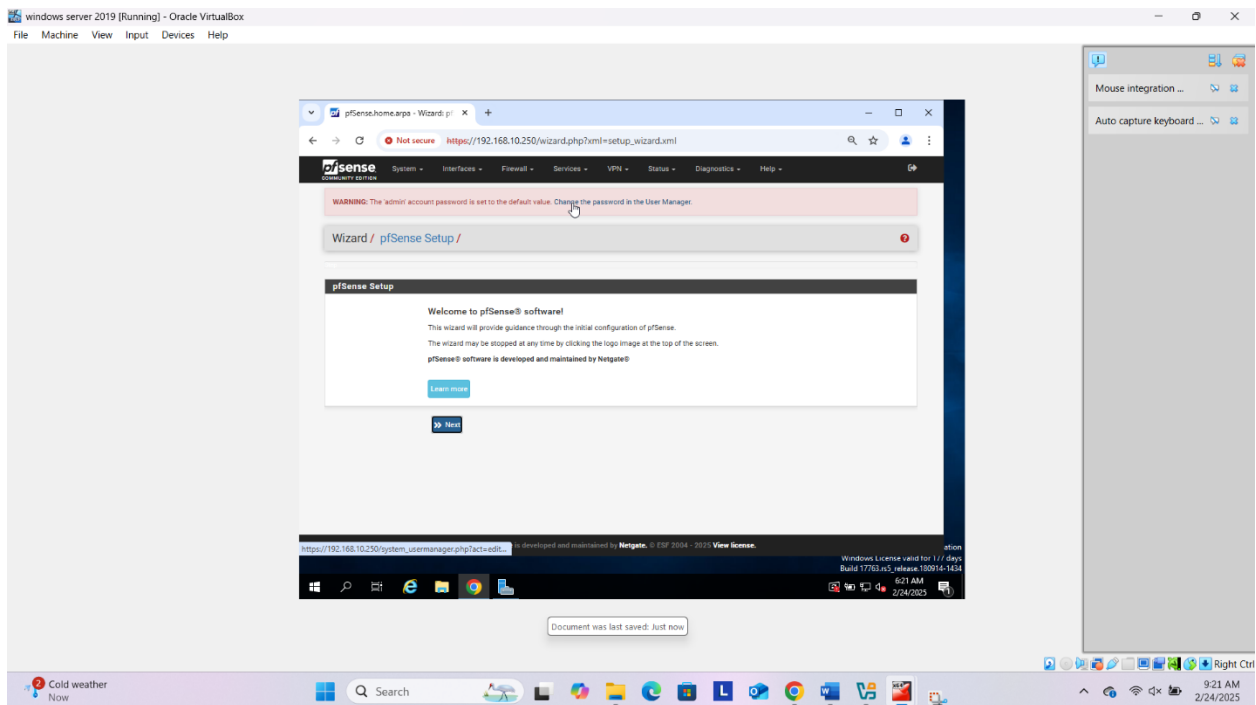 windows server 2019 [Running] - Oracle VirtualBox
File Machine View Input Devices Help
Mouse integration ...
Auto capture keyboard ...
pfSense.home.arpa - Wizard: pf
Not secure https://192.168.10.250/wizard.php?xml=setup_wizard.xml
pfsense COMMUNITY EDITION System Interfaces Firewall Services VPN Status Diagnostics Help
WARNING: The 'admin' account password is set to the default value. Change the password in the User Manager.
Wizard / pfSense Setup /
pfSense Setup
Welcome to pfSense® software!
This wizard will provide guidance through the initial configuration of pfSense.
The wizard may be stopped at any time by clicking the logo image at the top of the screen.
pfSense® software is developed and maintained by Netgate®
Learn more
Next
https://192.168.10.250/system_usermanager.php?act=edit... is developed and maintained by Netgate. © ESF 2004 - 2025 View license.
ation
Windows License valid for 177 days
Build 17763.rs5_release.180914-1434
6:21 AM
2/24/2025
Document was last saved: Just now
Right Ctrl
2
Cold weather
Now
Search
9:21 AM
2/24/2025